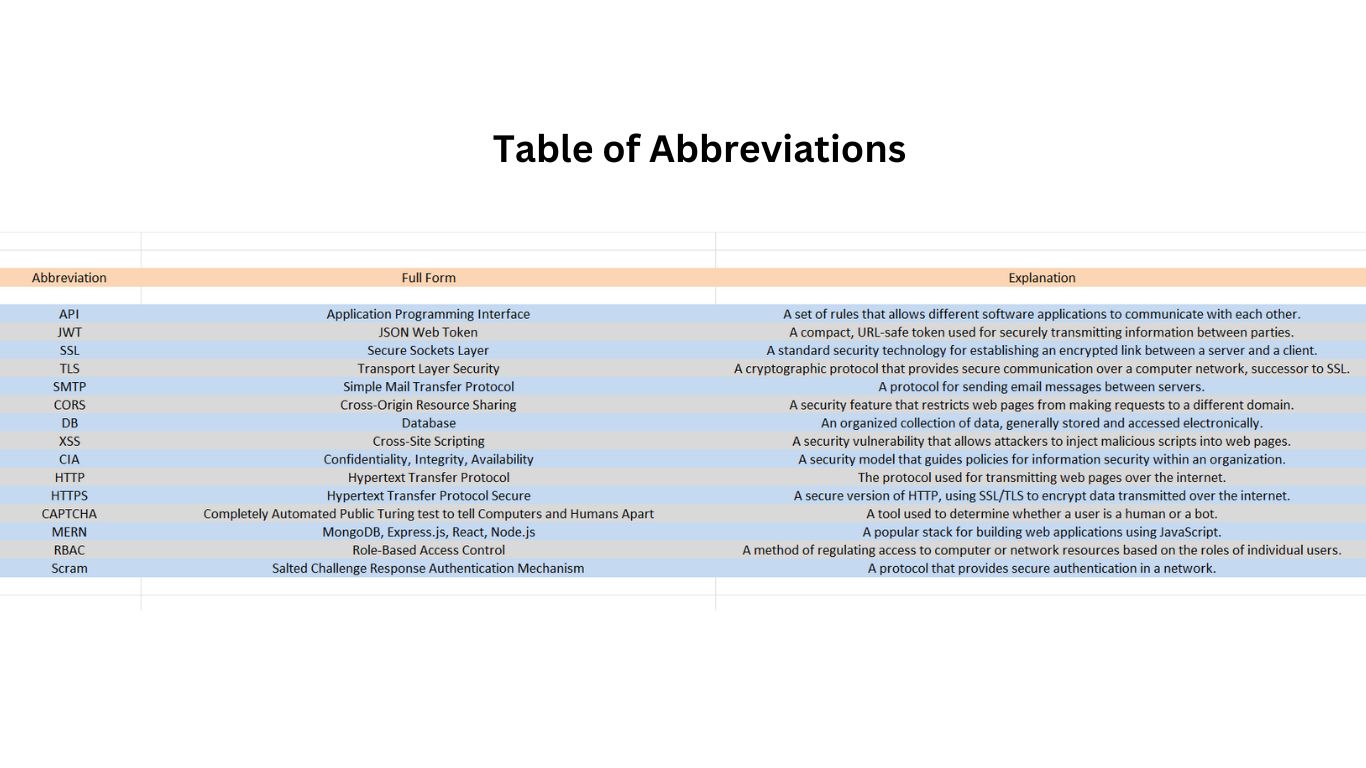 Table of Abbreviations
Abbreviation Full Form Explanation
API Application Programming Interface A set of rules that allows different software applications to communicate with each other.
JWT JSON Web Token A compact, URL-safe token used for securely transmitting information between parties.
SSL Secure Sockets Layer A standard security technology for establishing an encrypted link between a server and a client.
TLS Transport Layer Security A cryptographic protocol that provides secure communication over a computer network, successor to SSL.
SMTP Simple Mail Transfer Protocol A protocol for sending email messages between servers.
CORS Cross-Origin Resource Sharing A security feature that restricts web pages from making requests to a different domain.
DB Database An organized collection of data, generally stored and accessed electronically.
XSS Cross-Site Scripting A security vulnerability that allows attackers to inject malicious scripts into web pages.
CIA Confidentiality, Integrity, Availability A security model that guides policies for information security within an organization.
HTTP Hypertext Transfer Protocol The protocol used for transmitting web pages over the internet.
HTTPS Hypertext Transfer Protocol Secure A secure version of HTTP, using SSL/TLS to encrypt data transmitted over the internet.
CAPTCHA Completely Automated Public Turing test to tell Computers and Humans Apart A tool used to determine whether a user is a human or a bot.
MERN MongoDB, Express.js, React, Node.js A popular stack for building web applications using JavaScript.
RBAC Role-Based Access Control A method of regulating access to computer or network resources based on the roles of individual users.
Scram Salted Challenge Response Authentication Mechanism A protocol that provides secure authentication in a network.